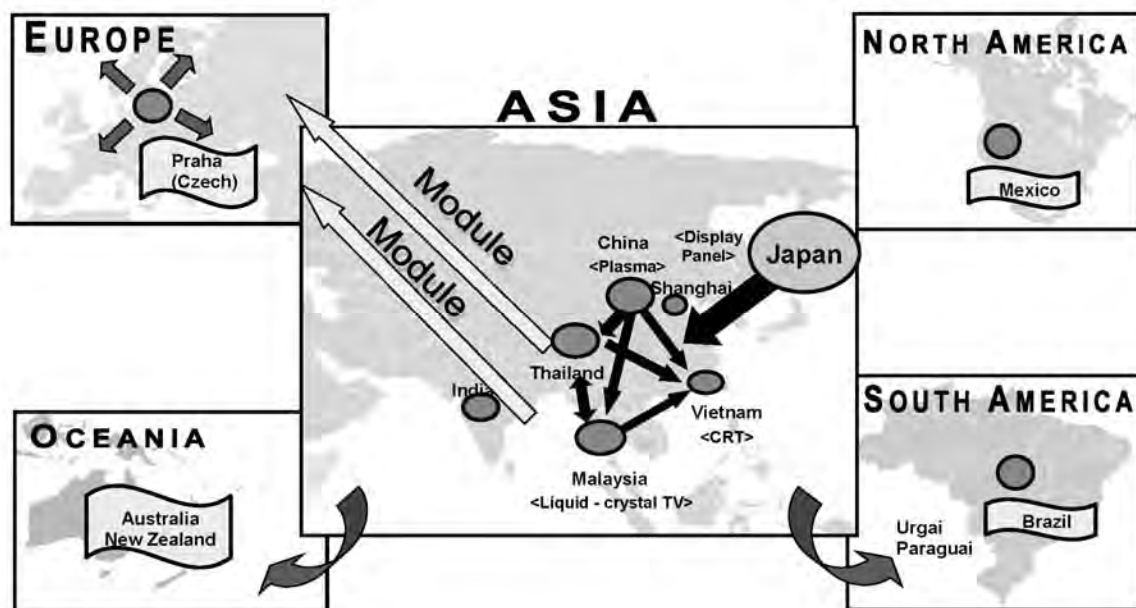 EUROPE
Praha
(Czech)
ASIA
NORTH AMERICA
Mexico
Module
Module
China
<Plasma>
<Display
Panel>
Japan
Shanghai
Thailand
India
Vietnam
<CRT>
Malaysia
<Liquid - crystal TV>
OCEANIA
Australia
New Zealand
SOUTH AMERICA
Brazil
Urgai
Paraguai